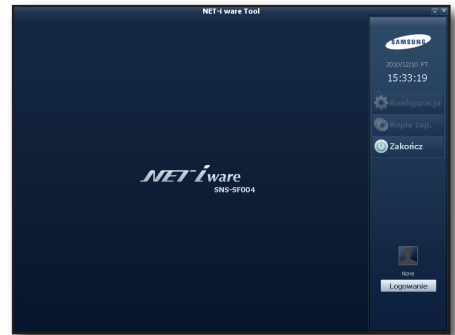 NET-i ware Tool
SAMSUNG
2010/12/10 PT
15:33:19
Konfiguracja
Kopia zap.
Zakończ
NET-i ware
SNS-SF004
None
Logowanie